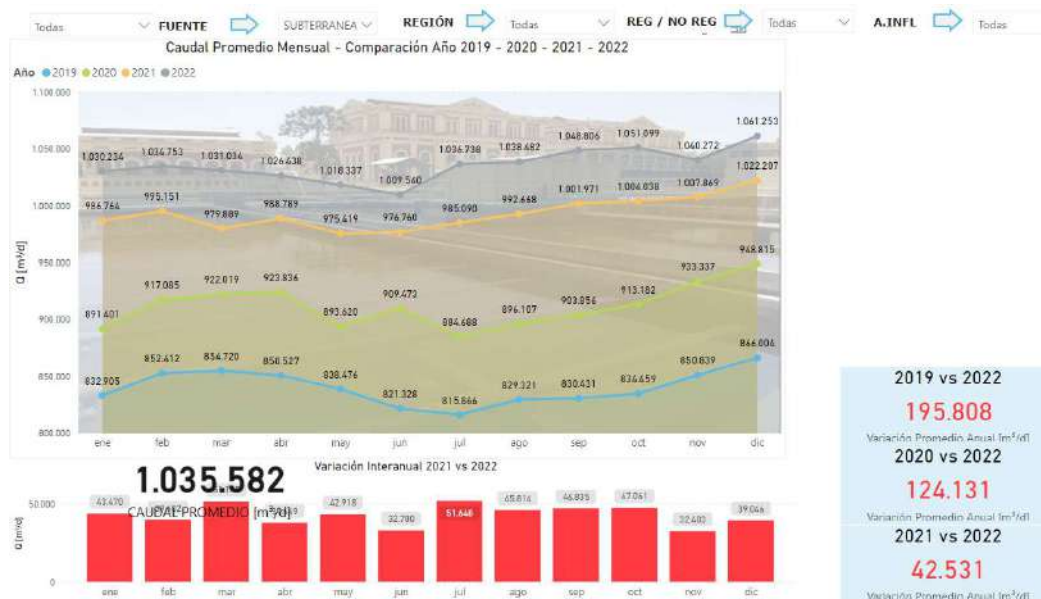 Todas FUENTE SUBTERRANEA REGIÓN Todas REG / NO REG Todas A.INFL Todas
Caudal Promedio Mensual - Comparación Año 2019 - 2020 - 2021 - 2022
Año 2019 2020 2021 2022
1.100.000
1.050.000
1.000.000
950.000
900.000
850.000
800.000
Q [m³/d]
1.030.234 1.034.753 1.031.034 1.026.638 1.018.337 1.009.540 1.036.738 1.038.482 1.048.806 1.051.099 1.040.272 1.061.253
986.764 995.151 979.889 988.789 975.419 976.760 985.090 992.668 1.001.971 1.004.038 1.007.869 1.022.207
891.401 917.085 922.019 923.836 893.620 909.473 884.688 896.107 903.856 913.182 933.337 948.815
832.905 852.412 854.720 850.527 838.476 821.328 815.866 829.321 830.431 834.659 850.839 866.004
ene feb mar abr may jun jul ago sep oct nov dic
Variación Interanual 2021 vs 2022
1.035.582
CAUDAL PROMEDIO [m³/d]
Q [m³/d]
50.000
0
43.470 42.918 32.780 51.648 45.814 46.835 47.061 32.403 39.046
ene feb mar abr may jun jul ago sep oct nov dic
2019 vs 2022
195.808
Variación Promedio Anual [m³/d]
2020 vs 2022
124.131
Variación Promedio Anual [m³/d]
2021 vs 2022
42.531
Variación Promedio Anual [m³/d]